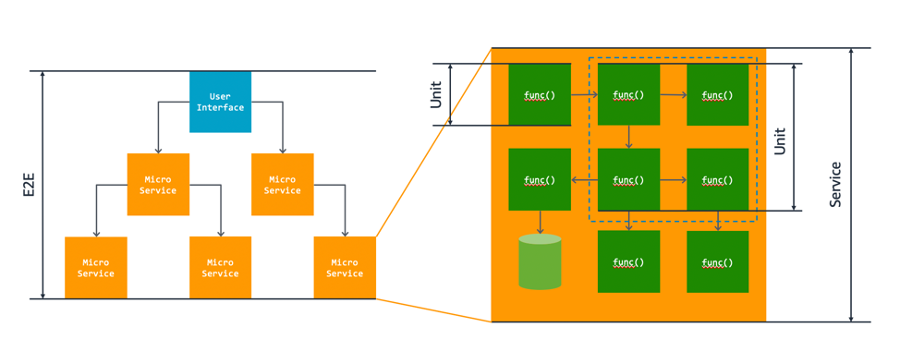 E2E
User
Interface
Micro
Service
Micro
Service
Micro
Service
Micro
Service
Micro
Service
Unit
func()
func()
func()
func()
func()
func()
func()
func()
Unit
Service